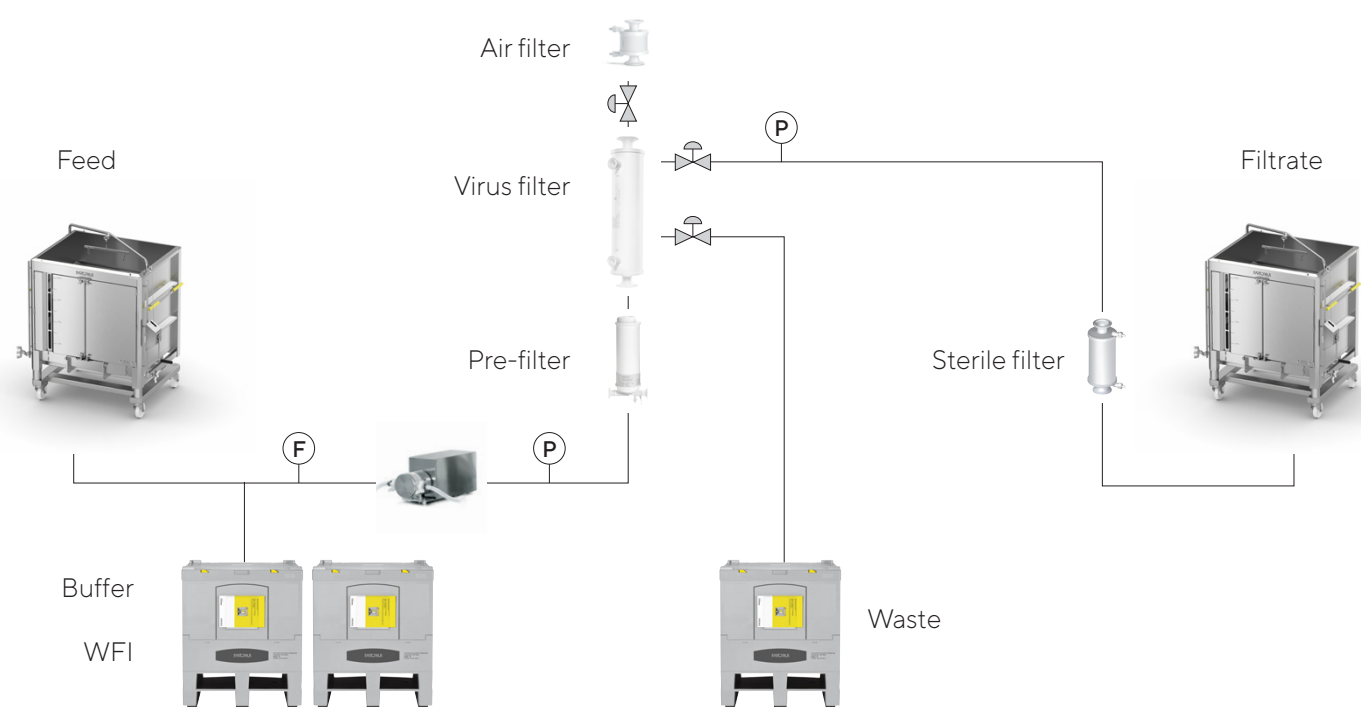 Air filter
P
Feed
Virus filter
Filtrate
Pre-filter
Sterile filter
F
P
Buffer
WFI
Waste